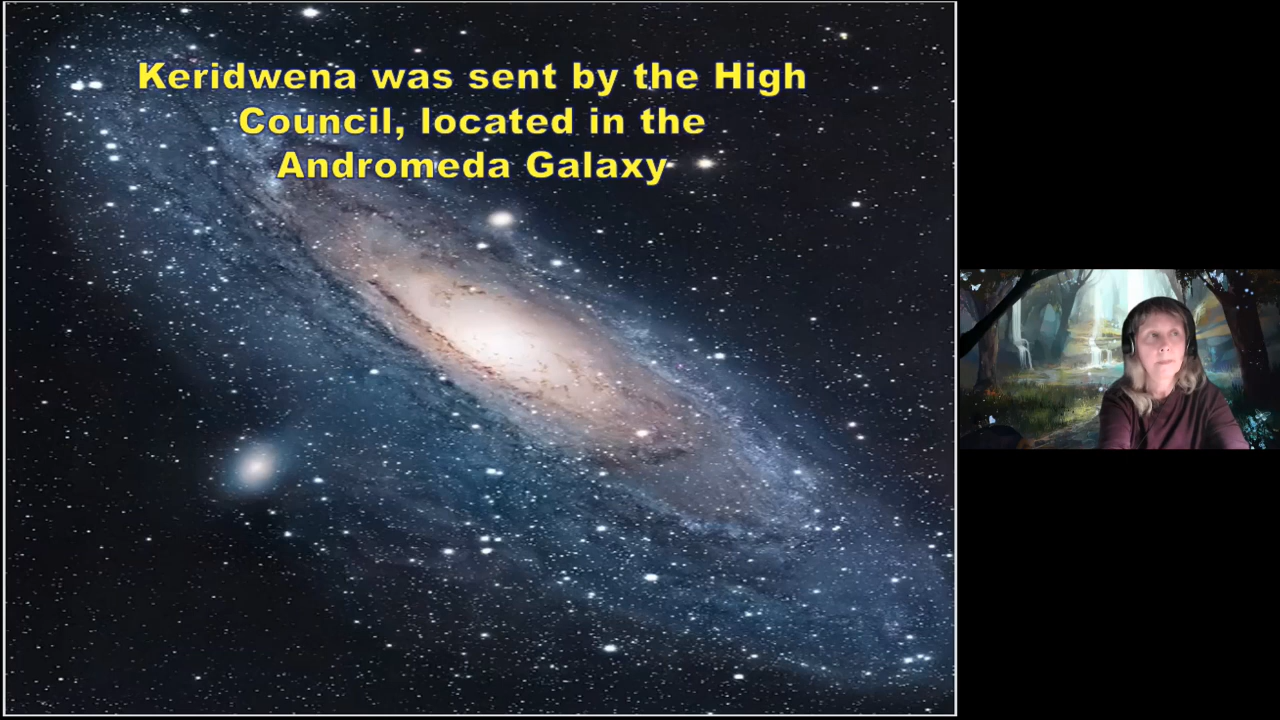 Keridwena was sent by the High
Council, located in the
Andromeda Galaxy